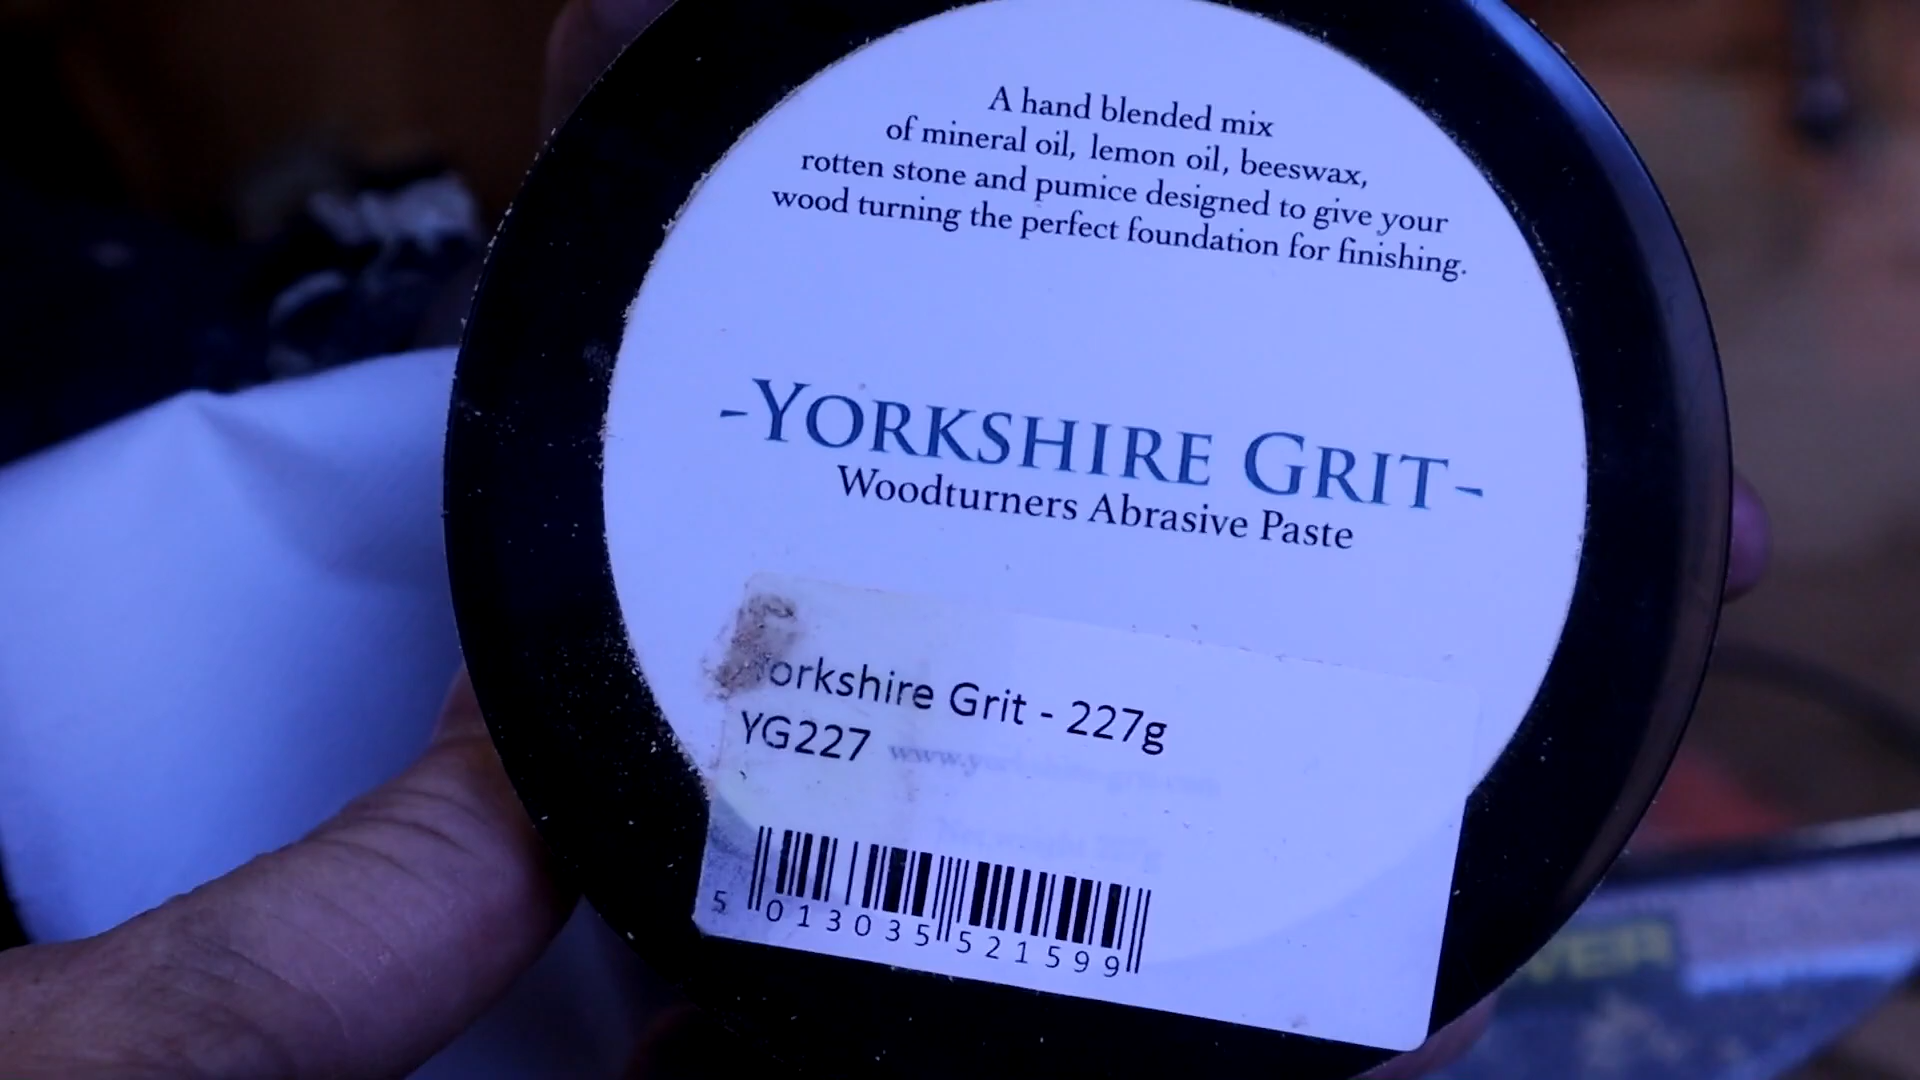 A hand blended mix
of mineral oil, lemon oil, beeswax,
rotten stone and pumice designed to give your
wood turning the perfect foundation for finishing.
-YORKSHIRE GRIT-
Woodturners Abrasive Paste
Yorkshire Grit - 227g
YG227
5 013035 521599